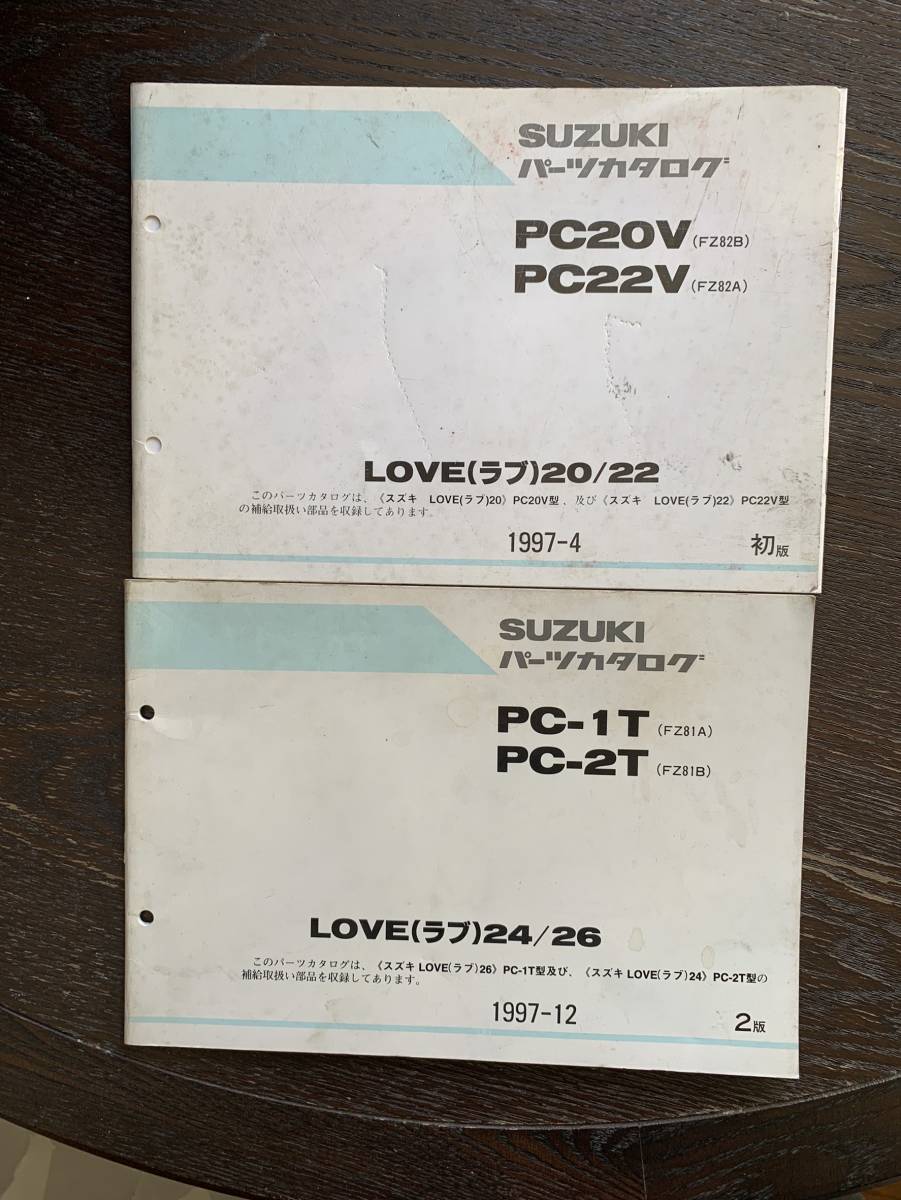 SUZUKI
パーツカタログ
PC20V(FZ82B)
PC22V(FZ82A)
LOVE(ラブ)20/22
このパーツカタログは、《スズキ LOVE(ラブ)20》PC20V型、及び《スズキ LOVE(ラブ)22》PC22V型
の補給取扱い部品を収録してあります。
1997-4 初版
SUZUKI
パーツカタログ
PC-1T (FZ81A)
PC-2T (FZ81B)
LOVE(ラブ)24/26
このパーツカタログは、《スズキ LOVE(ラブ)26》PC-1T型及び、《スズキ LOVE(ラブ)24》PC-2T型の
補給取扱い部品を収録してあります。
1997-12 2版